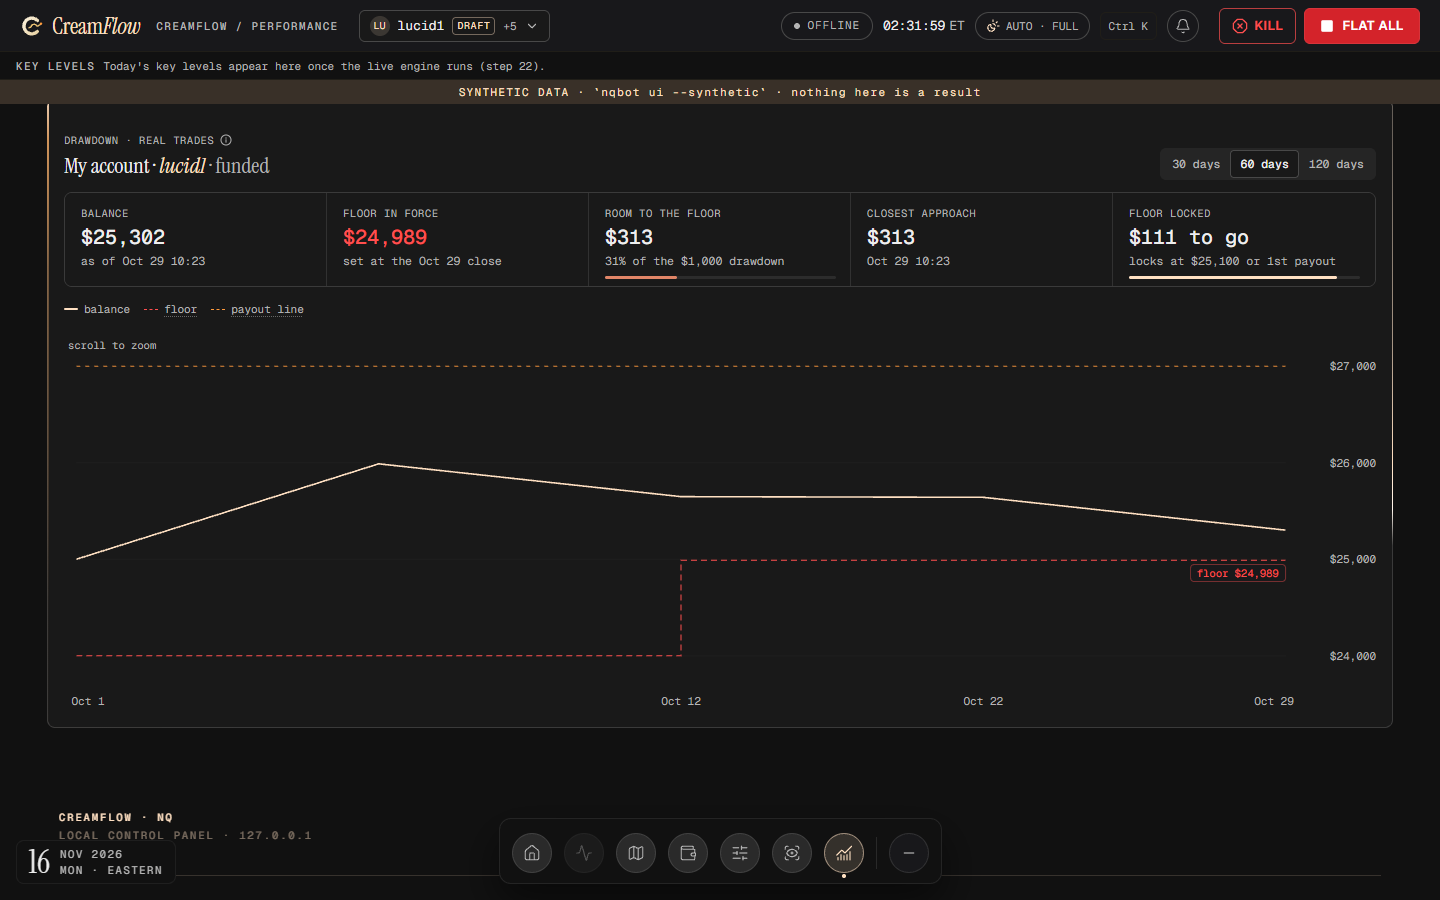 CreamFlow CREAMFLOW / PERFORMANCE LU lucid1 DRAFT +5 OFFLINE 02:31:59 ET AUTO · FULL Ctrl K KILL FLAT ALL
KEY LEVELS Today's key levels appear here once the live engine runs (step 22).
SYNTHETIC DATA · `nqbot ui --synthetic` · nothing here is a result
DRAWDOWN · REAL TRADES
My account · lucid1 · funded
30 days 60 days 120 days
BALANCE
$25,302
as of Oct 29 10:23
FLOOR IN FORCE
$24,989
set at the Oct 29 close
ROOM TO THE FLOOR
$313
31% of the $1,000 drawdown
CLOSEST APPROACH
$313
Oct 29 10:23
FLOOR LOCKED
$111 to go
locks at $25,100 or 1st payout
balance floor payout line
scroll to zoom
$27,000
$26,000
$25,000
floor $24,989
$24,000
Oct 1 Oct 12 Oct 22 Oct 29
CREAMFLOW · NQ
LOCAL CONTROL PANEL · 127.0.0.1
16 NOV 2026
MON · EASTERN